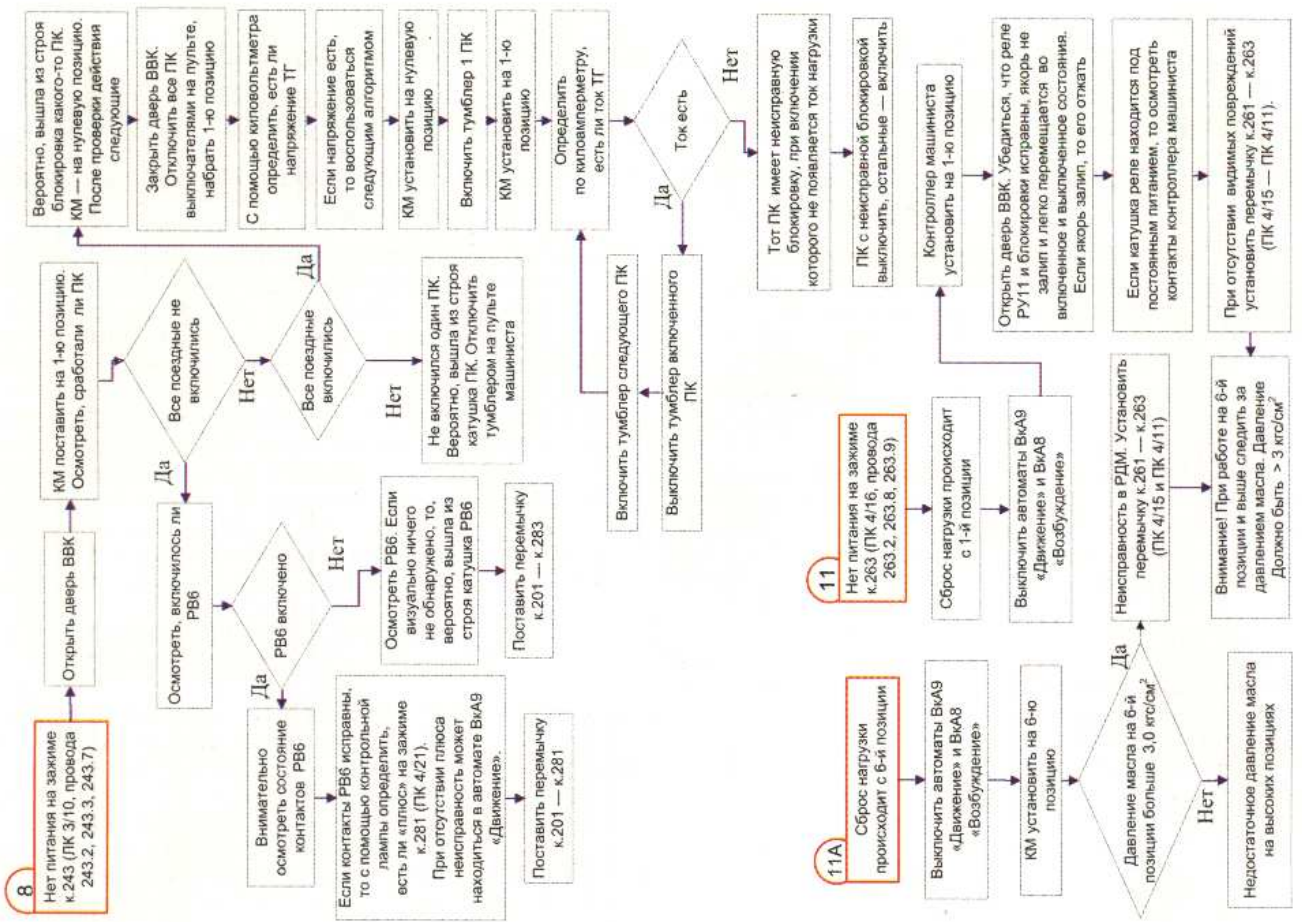 8
Нет питания на зажиме
к.243 (ЛК 3/10, провода
243.2, 243.3, 243.7)
Открыть дверь ВВК
КМ поставить на 1-ю позицию.
Осмотреть, сработали ли ПК
Все поездные не
включились
Да
Нет
Все поездные
включились
Да
Нет
Не включился один ПК.
Вероятно, вышла из строя
катушка ПК. Отключить
тумблером на пульте
машиниста
Осмотреть, включилось ли
РВ6
РВ6 включено
Да
Нет
Внимательно
осмотреть состояние
контактов РВ6
Если контакты РВ6 исправны,
то с помощью контрольной
лампы определить,
есть ли «плюс» на зажиме
к.281 (ПК 4/21).
При отсутствии плюса
неисправность может
находиться в автомате ВкА9
«Движение».
Поставить перемычку
к.201 — к.281
Осмотреть РВ6. Если
визуально ничего
не обнаружено, то,
вероятно, вышла из
строя катушка РВ6
Поставить перемычку
к.201 — к.283
Вероятно, вышла из строя
блокировка какого-то ПК.
КМ — на нулевую позицию.
После проверки действия
следующие
Закрыть дверь ВВК.
Отключить все ПК
выключателями на пульте,
набрать 1-ю позицию
С помощью киловольтметра
определить, есть ли
напряжение ТГ
Если напряжение есть,
то воспользоваться
следующим алгоритмом
КМ установить на нулевую
позицию
Включить тумблер 1 ПК
КМ установить на 1-ю
позицию
Определить
по килоамперметру,
есть ли ток ТГ
Ток есть
Да
Нет
Выключить тумблер включенного
ПК
Включить тумблер следующего ПК
Тот ПК имеет неисправную
блокировку, при включении
которого не появляется ток нагрузки
ПК с неисправной блокировкой
выключить, остальные — включить
11
Нет питания на зажиме
к.263 (ПК 4/16, провода
263.2, 263.8, 263.9)
Сброс нагрузки происходит
с 1-й позиции
Выключить автоматы ВкА9
«Движение» и ВкА8
«Возбуждение»
Контроллер машиниста
установить на 1-ю позицию
Открыть дверь ВВК. Убедиться, что реле
РУ11 и блокировки исправны, якорь не
залип и легко перемещается во
включенное и выключенное состояния.
Если якорь залип, то его отжать
Если катушка реле находится под
постоянным питанием, то осмотреть
контакты контроллера машиниста
При отсутствии видимых повреждений
установить перемычку к.261 — к.263
(ПК 4/15 — ПК 4/11).
11А
Сброс нагрузки
происходит с 6-й позиции
Выключить автоматы ВкА9
«Движение» и ВкА8
«Возбуждение»
КМ установить на 6-ю
позицию
Давление масла на 6-й
позиции больше 3,0 кгс/см²
Да
Нет
Недостаточное давление масла
на высоких позициях
Неисправность в РДМ. Установить
перемычку к.261 — к.263
(ПК 4/15 и ПК 4/11)
Внимание! При работе на 6-й
позиции и выше следить за
давлением масла. Давление
Должно быть > 3 кгс/см²